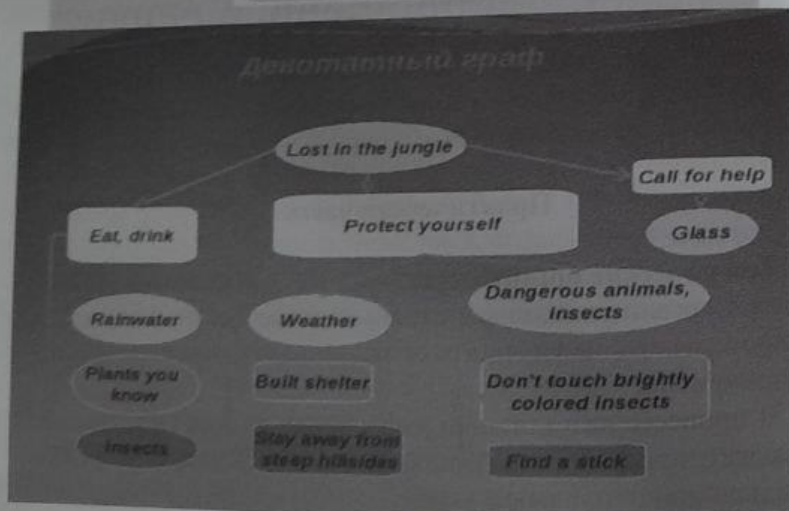 Денотатный граф
Lost in the jungle
Call for help
Eat, drink
Protect yourself
Glass
Rainwater
Weather
Dangerous animals,
insects
Plants you
know
Built shelter
Don't touch brightly
colored insects
Insects
Stay away from
steep hillsides
Find a stick